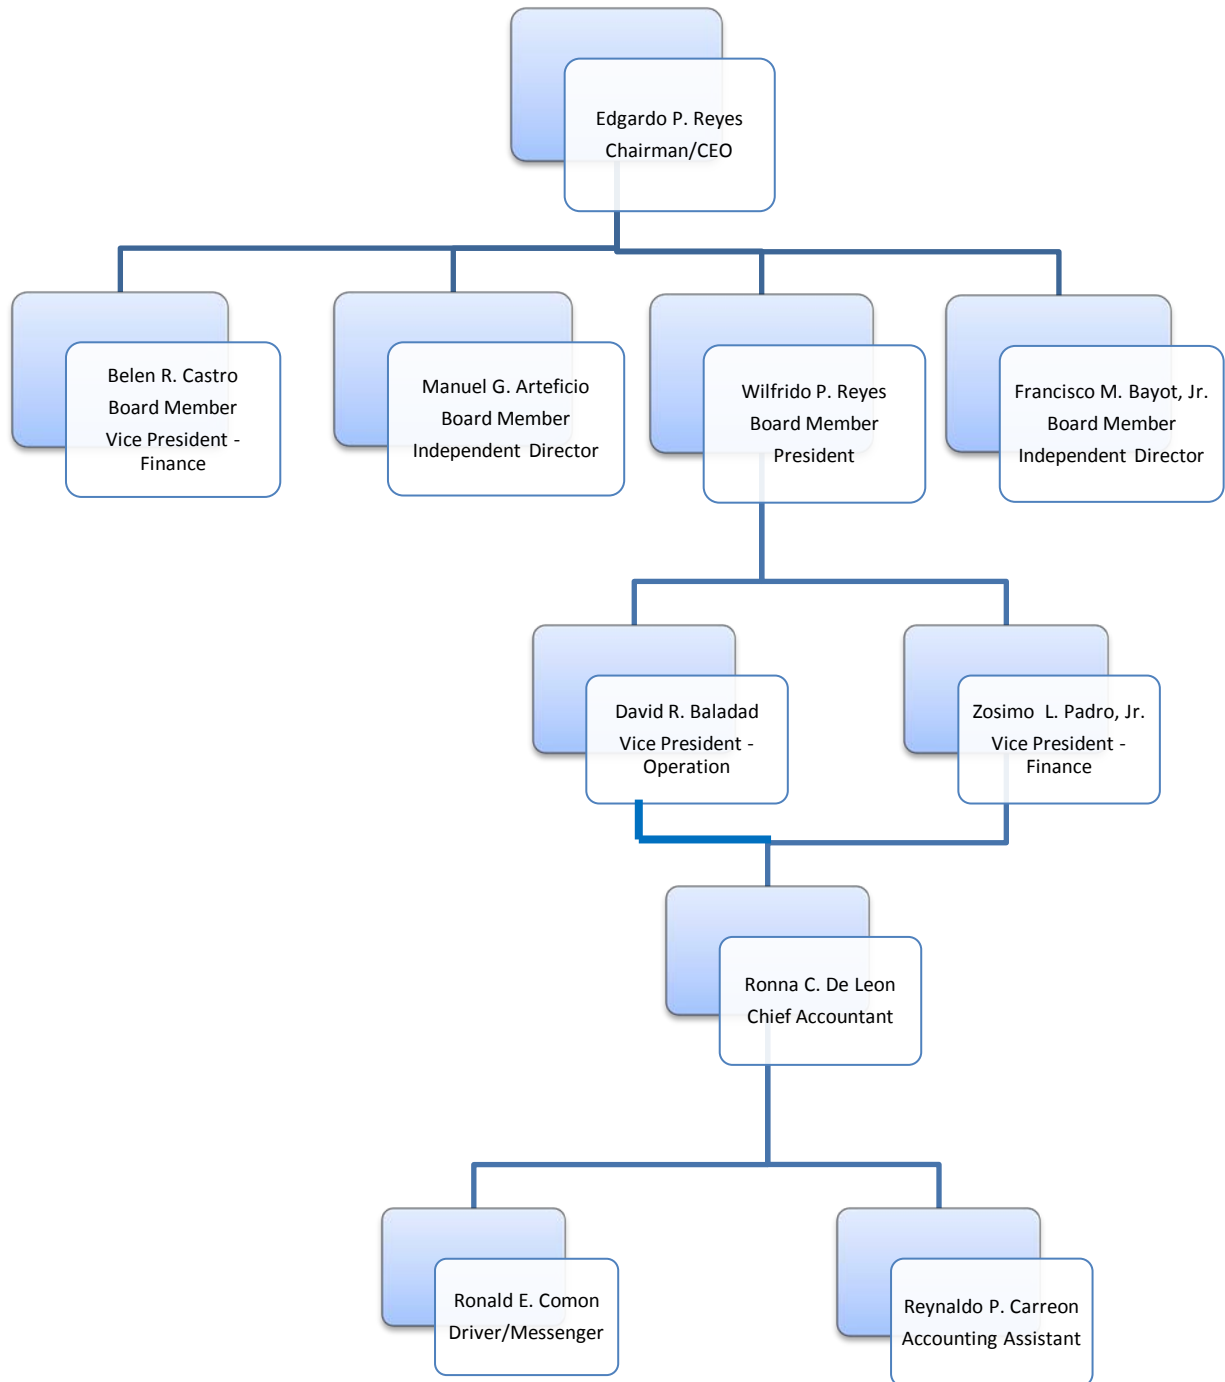 Edgardo P. Reyes
Chairman/CEO
Belen R. Castro
Board Member
Vice President -
Finance
Manuel G. Arteficio
Board Member
Independent Director
Wilfrido P. Reyes
Board Member
President
Francisco M. Bayot, Jr.
Board Member
Independent Director
David R. Baladad
Vice President -
Operation
Zosimo  L. Padro, Jr.
Vice President -
Finance
Ronna C. De Leon
Chief Accountant
Ronald E. Comon
Driver/Messenger
Reynaldo P. Carreon
Accounting Assistant